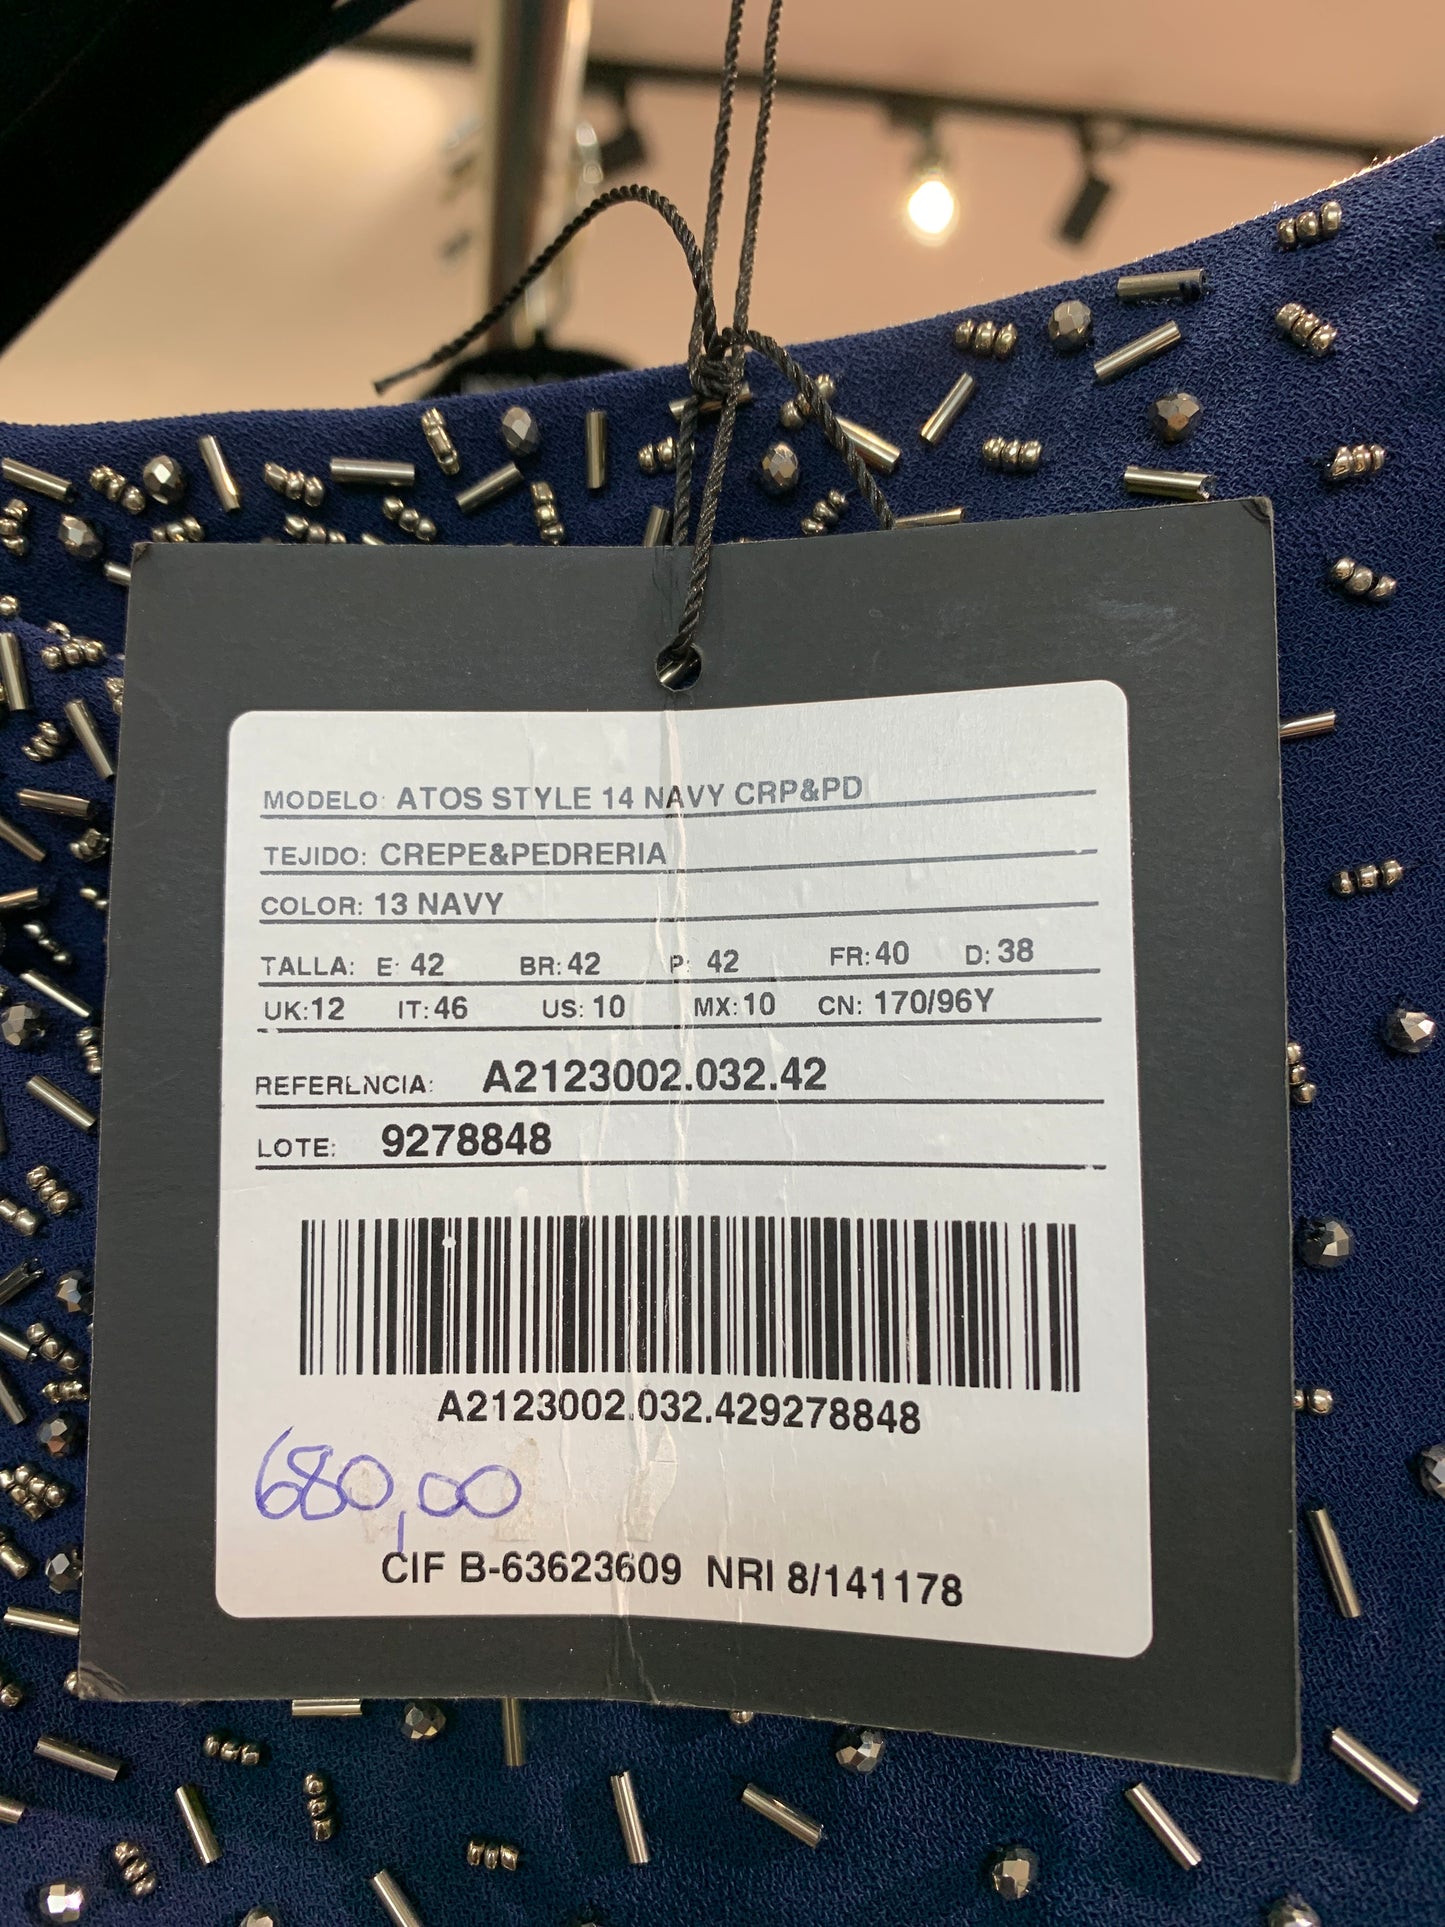 MODELO: ATOS STYLE 14 NAVY CRP&PD
TEJIDO: CREPE&PEDRERIA
COLOR: 13 NAVY
TALLA: E: 42 BR: 42 P: 42 FR: 40 D: 38
UK: 12 IT: 46 US: 10 MX: 10 CN: 170/96Y
REFERENCIA: A2123002.032.42
LOTE: 9278848
A2123002.032.429278848
680,00
CIF B-63623609 NRI 8/141178